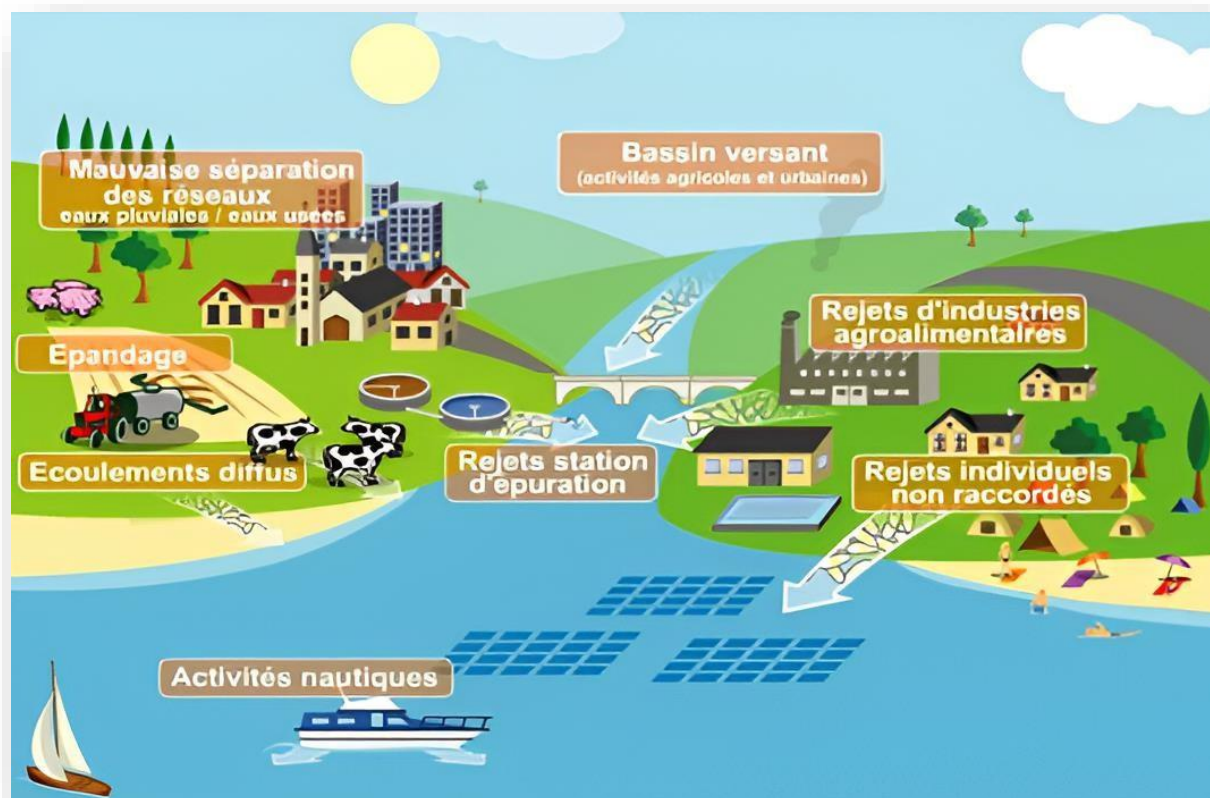 Mauvaise séparation
des réseaux
eaux pluviales / eaux usées
Bassin versant
(activités agricoles et urbaines)
Rejets d'industries
agroalimentaires
Epandage
Ecoulements diffus
Rejets station
d'épuration
Rejets individuels
non raccordés
Activités nautiques